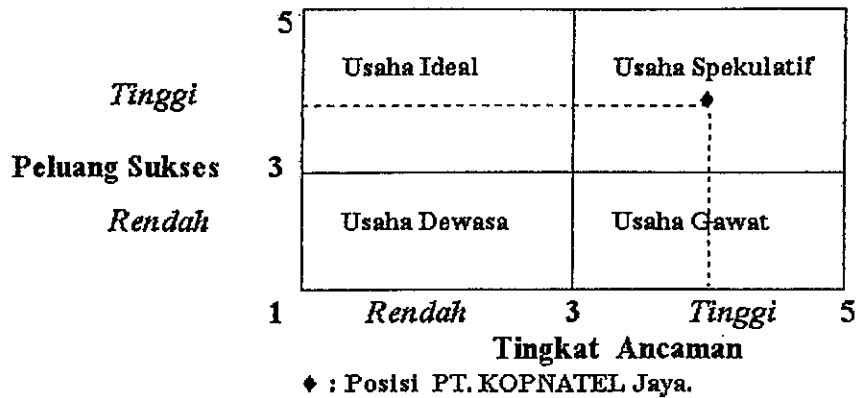 5
Usaha Ideal Usaha Spekulatif
Tinggi
Peluang Sukses 3
Rendah Usaha Dewasa Usaha Gawat
1 Rendah 3 Tinggi 5
Tingkat Ancaman
♦ : Posisi PT. KOPNATEL Jaya.